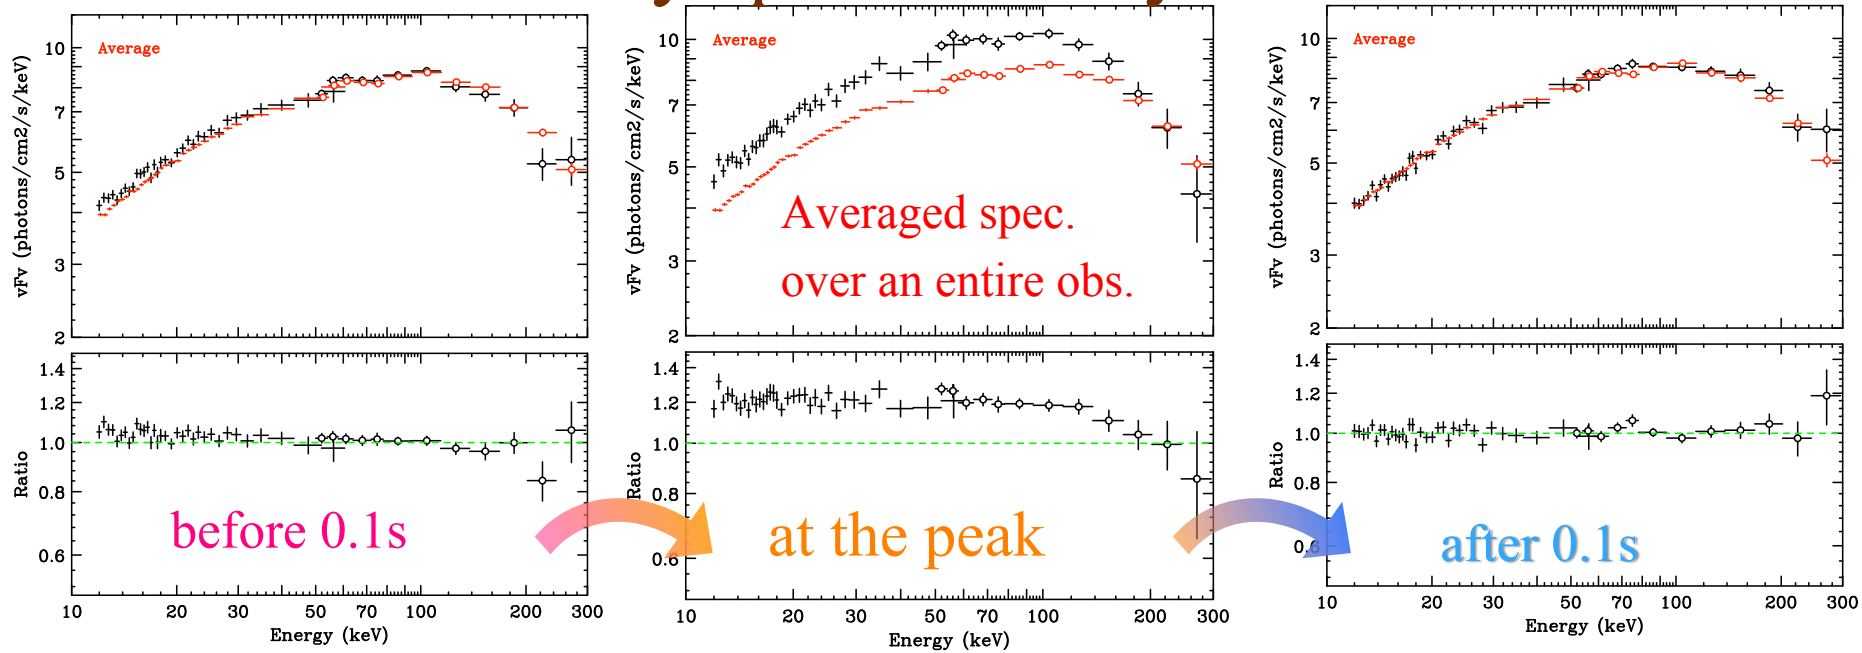 Average
νFν (photons/cm2/s/keV)
10
7
5
3
2
Ratio
1.4
1.2
1.0
0.8
0.6
before 0.1s
10 20 30 50 70 100 200 300
Energy (keV)
Average
Averaged spec.
over an entire obs.
νFν (photons/cm2/s/keV)
10
7
5
3
2
Ratio
1.4
1.2
1.0
0.8
0.6
at the peak
10 20 30 50 70 100 200 300
Energy (keV)
Average
νFν (photons/cm2/s/keV)
10
7
5
3
2
Ratio
1.4
1.2
1.0
0.8
0.6
after 0.1s
10 20 30 50 70 100 200 300
Energy (keV)